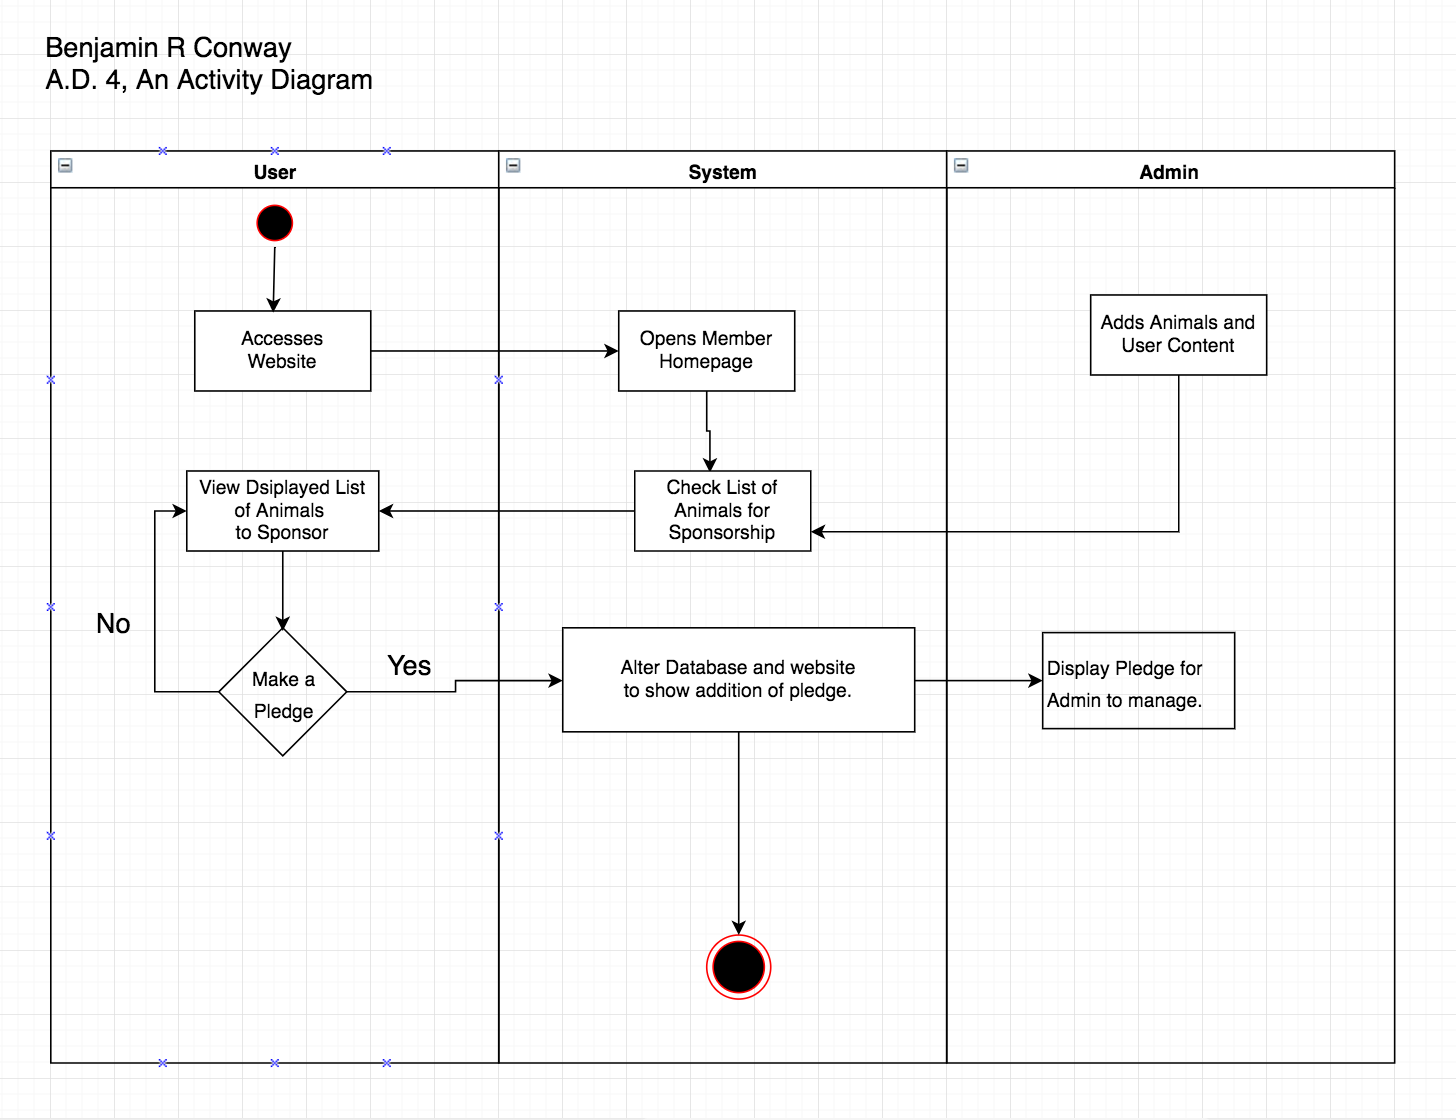 Benjamin R Conway
A.D. 4, An Activity Diagram
User
System
Admin
Accesses
Website
Opens Member
Homepage
Adds Animals and
User Content
View Dsiplayed List
of Animals
to Sponsor
Check List of
Animals for
Sponsorship
No
Make a
Pledge
Yes
Alter Database and website
to show addition of pledge.
Display Pledge for
Admin to manage.